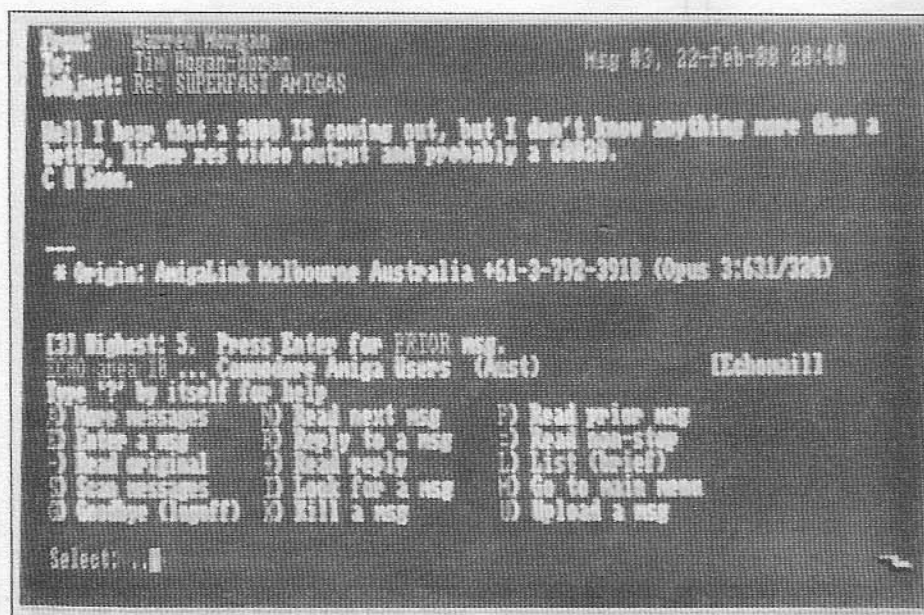 From: Warren Morgan
To: Tim Hogan-doran Msg #3, 22-Feb-88 20:40
Subject: Re: SUPERFAST AMIGAS
Well I hear that a 3000 IS coming out, but I don't know anything more than a
better, higher res video output and probably a 68020.
C U Soon.
---
* Origin: AmigaLink Melbourne Australia +61-3-792-3918 (Opus 3:631/324)
[3] Highest: 5. Press Enter for PRIOR msg.
... Commodore Amiga Users (Aust) [Echomail]
Type '?' by itself for help
Area messages N) Read next msg P) Read prior msg
E) Enter a msg R) Reply to a msg Read non-stop
Read original Read reply L) List (brief)
Scan messages Look for a msg M) Go to main menu
G) Goodbye (logoff) K) Kill a msg U) Upload a msg
Select: ..